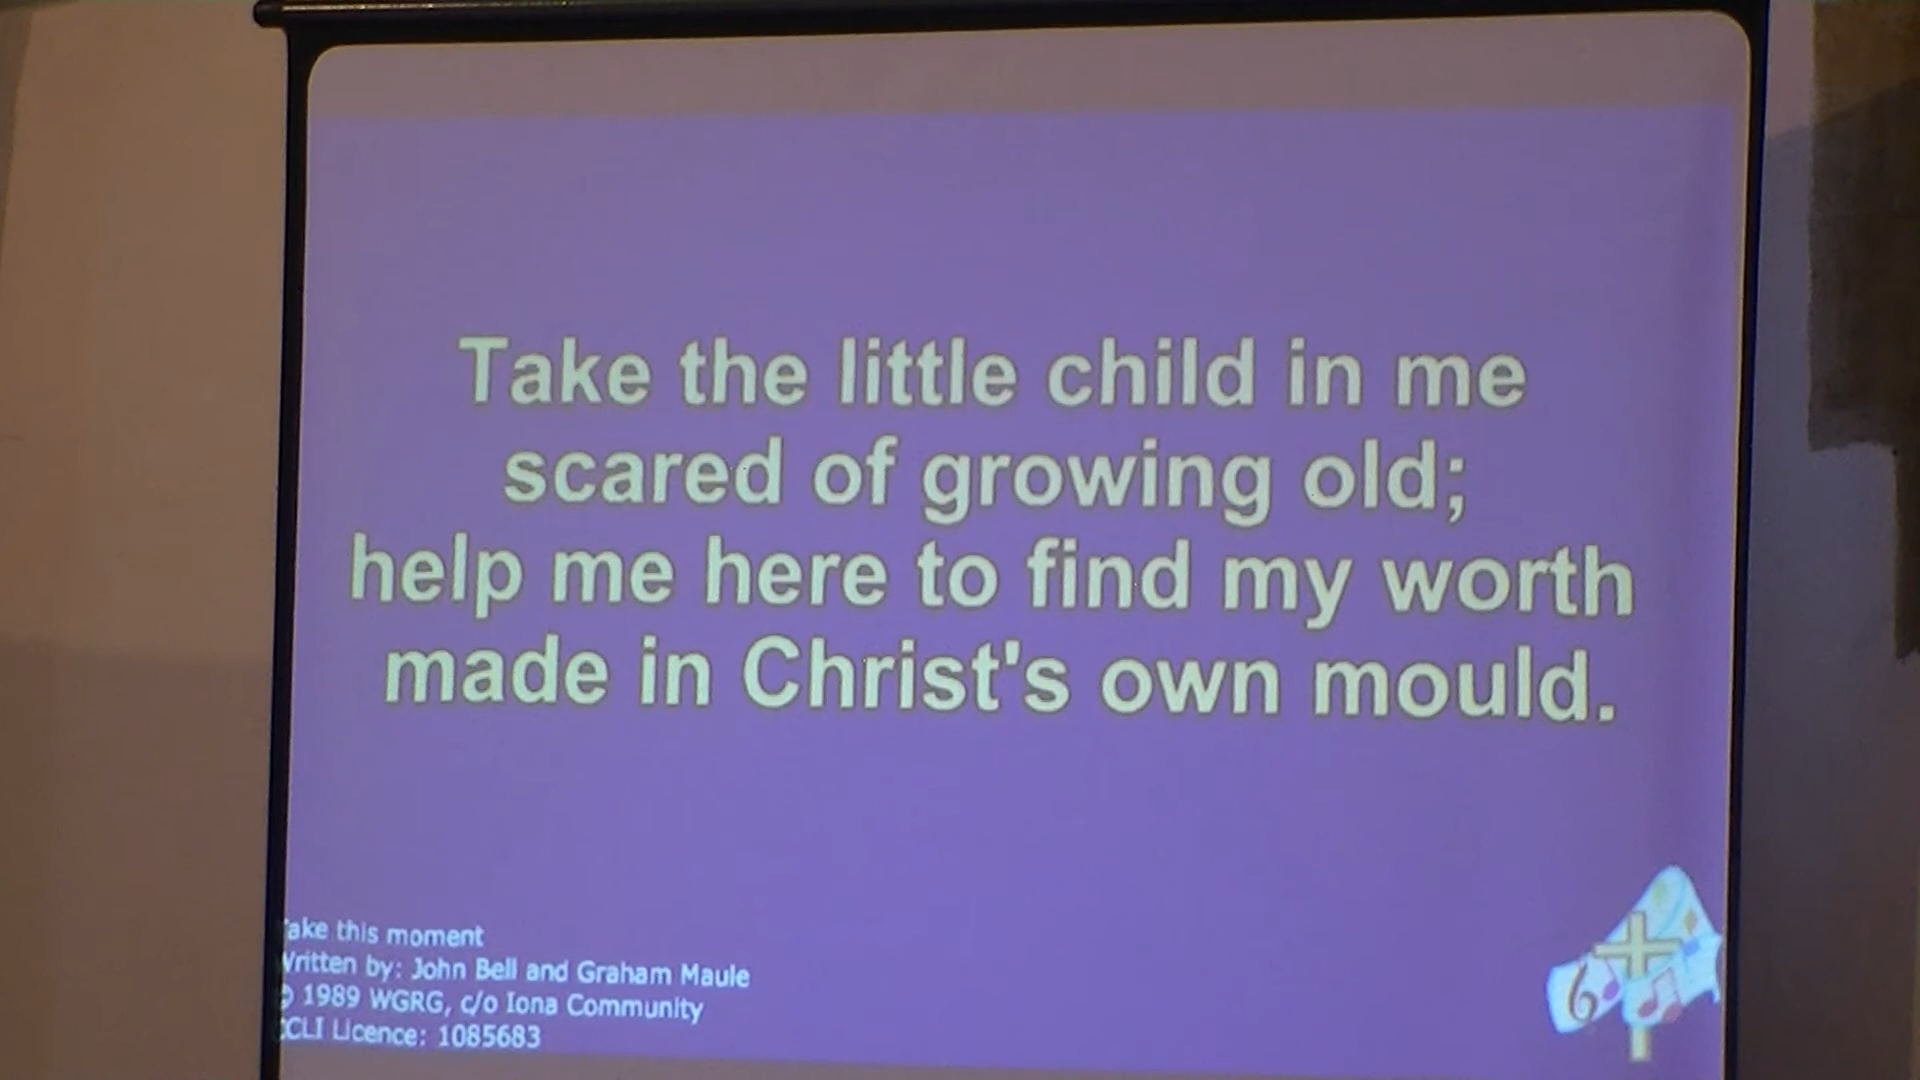 Take the little child in me
scared of growing old;
help me here to find my worth
made in Christ's own mould.
ake this moment
Written by: John Bell and Graham Maule
© 1989 WGRG, c/o Iona Community
CCLI Licence: 1085683